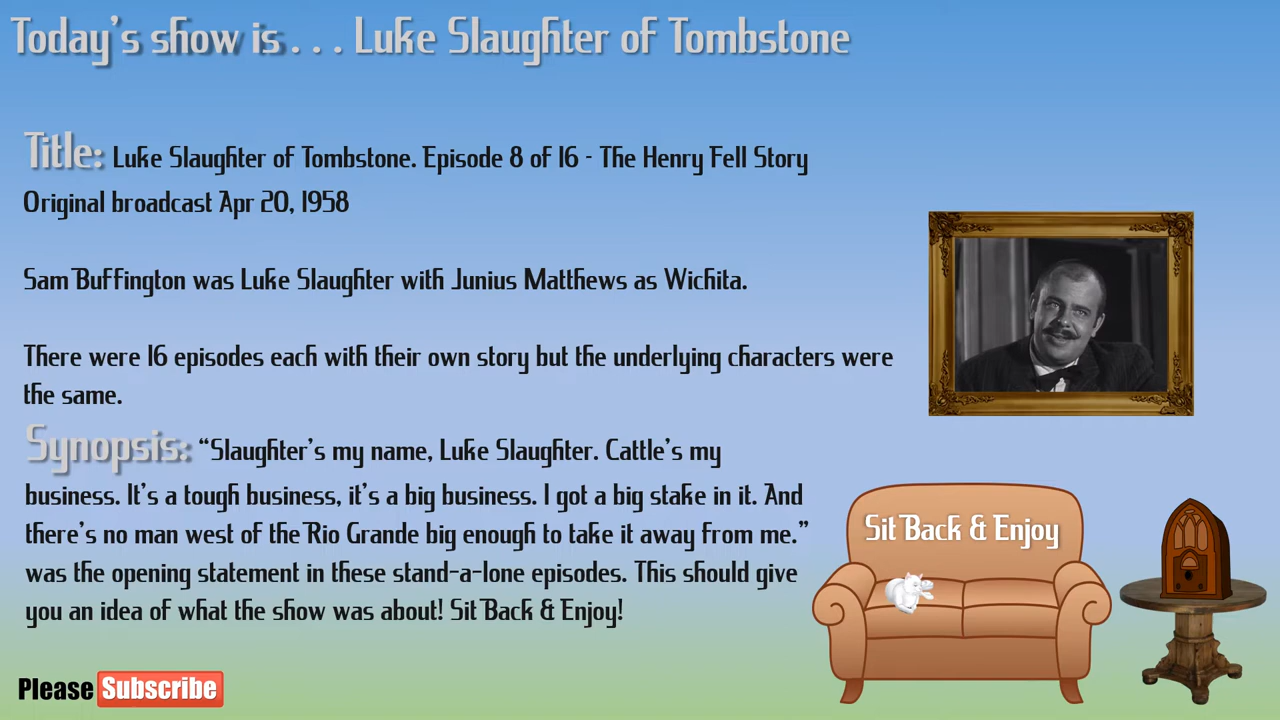 Today's show is . . . Luke Slaughter of Tombstone
Title: Luke Slaughter of Tombstone. Episode 8 of 16 - The Henry Fell Story
Original broadcast Apr 20, 1958
Sam Buffington was Luke Slaughter with Junius Matthews as Wichita.
There were 16 episodes each with their own story but the underlying characters were
the same.
Synopsis: “Slaughter's my name, Luke Slaughter. Cattle's my
business. It's a tough business, it's a big business. I got a big stake in it. And
there's no man west of the Rio Grande big enough to take it away from me.”
was the opening statement in these stand-a-lone episodes. This should give
you an idea of what the show was about! Sit Back & Enjoy!
Sit Back & Enjoy
Please Subscribe